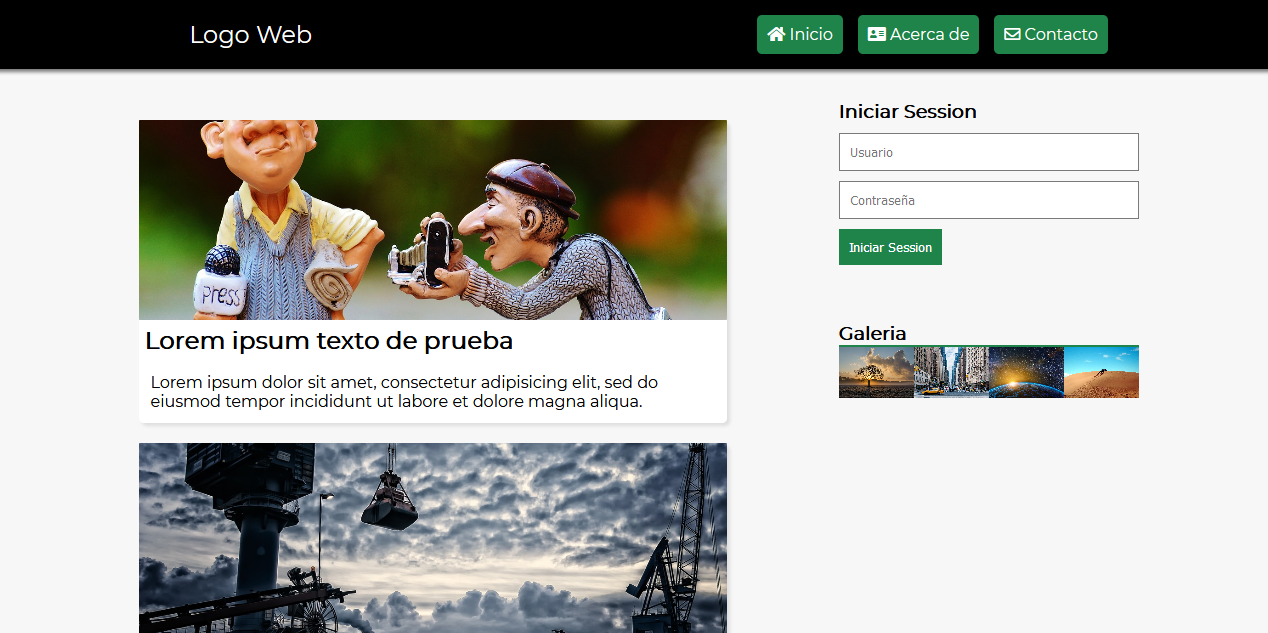 Logo Web
Inicio
Acerca de
Contacto
press
Lorem ipsum texto de prueba
Lorem ipsum dolor sit amet, consectetur adipisicing elit, sed do
eiusmod tempor incididunt ut labore et dolore magna aliqua.
Iniciar Session
Usuario
Contraseña
Iniciar Session
Galeria